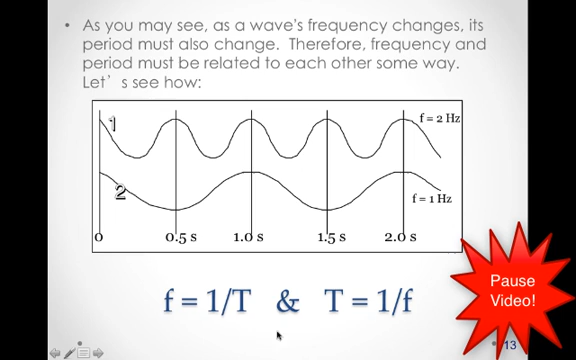 • As you may see, as a wave's frequency changes, its
period must also change. Therefore, frequency and
period must be related to each other some way.
Let's see how:
1
f = 2 Hz
2
f = 1 Hz
0 0.5 s 1.0 s 1.5 s 2.0 s
f = 1/T & T = 1/f
Pause
Video!
13